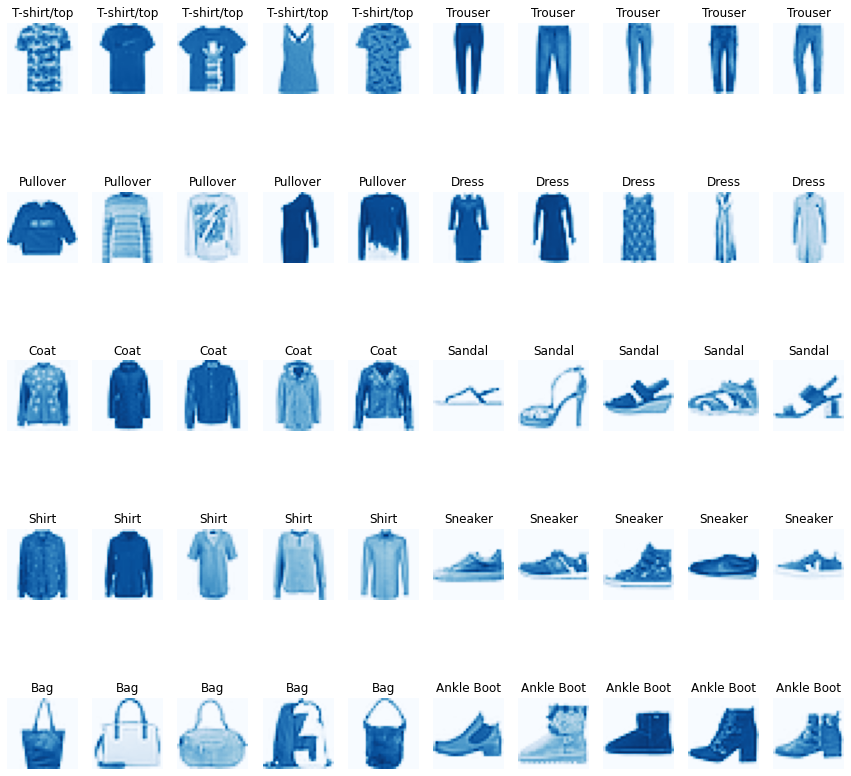 T-shirt/top T-shirt/top T-shirt/top T-shirt/top T-shirt/top Trouser Trouser Trouser Trouser Trouser
Pullover Pullover Pullover Pullover Pullover Dress Dress Dress Dress Dress
Coat Coat Coat Coat Coat Sandal Sandal Sandal Sandal Sandal
Shirt Shirt Shirt Shirt Shirt Sneaker Sneaker Sneaker Sneaker Sneaker
Bag Bag Bag Bag Bag Ankle Boot Ankle Boot Ankle Boot Ankle Boot Ankle Boot